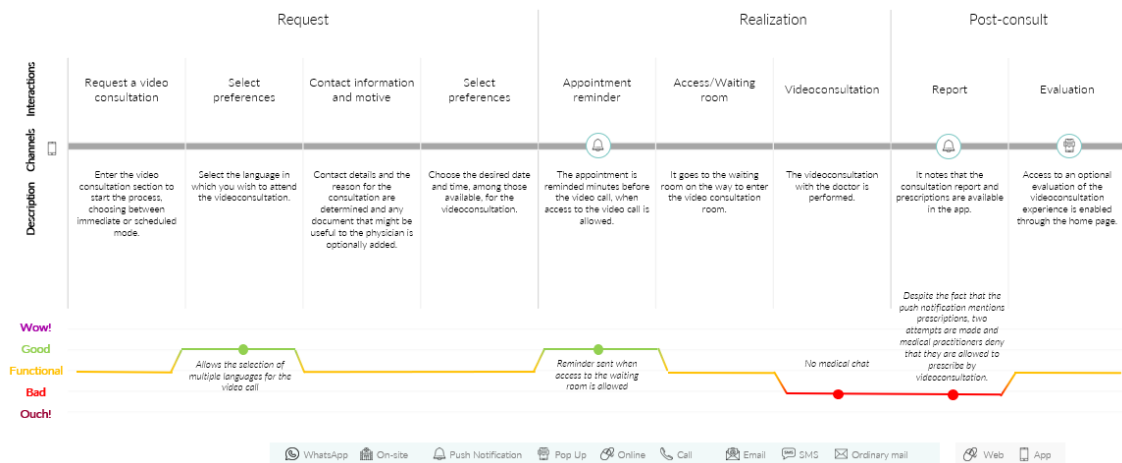 Request
Realization
Post-consult
Interactions
Request a video
consultation
Select
preferences
Contact information
and motive
Select
preferences
Appointment
reminder
Access/Waiting
room
Videoconsultation
Report
Evaluation
Channels
Description
Enter the video
consultation section to
start the process,
choosing between
immediate or scheduled
mode.
Select the language in
which you wish to attend
the videoconsultation.
Contact details and the
reason for the
consultation are
determined and any
document that might be
useful to the physician is
optionally added.
Choose the desired date
and time, among those
available, for the
videoconsultation.
The appointment is
reminded minutes before
the video call, when
access to the video call is
allowed.
It goes to the waiting
room on the way to enter
the video consultation
room.
The videoconsultation
with the doctor is
performed.
It notes that the
consultation report and
prescriptions are available
in the app.
Access to an optional
evaluation of the
videoconsultation
experience is enabled
through the home page.
Wow!
Good
Functional
Bad
Ouch!
Allows the selection of
multiple languages for the
video call
Reminder sent when
access to the waiting
room is allowed
No medical chat
Despite the fact that the
push notification mentions
prescriptions, two
attempts are made and
medical practitioners deny
that they are allowed to
prescribe by
videoconsultation.
WhatsApp
On-site
Push Notification
Pop Up
Online
Call
Email
SMS
Ordinary mail
Web
App